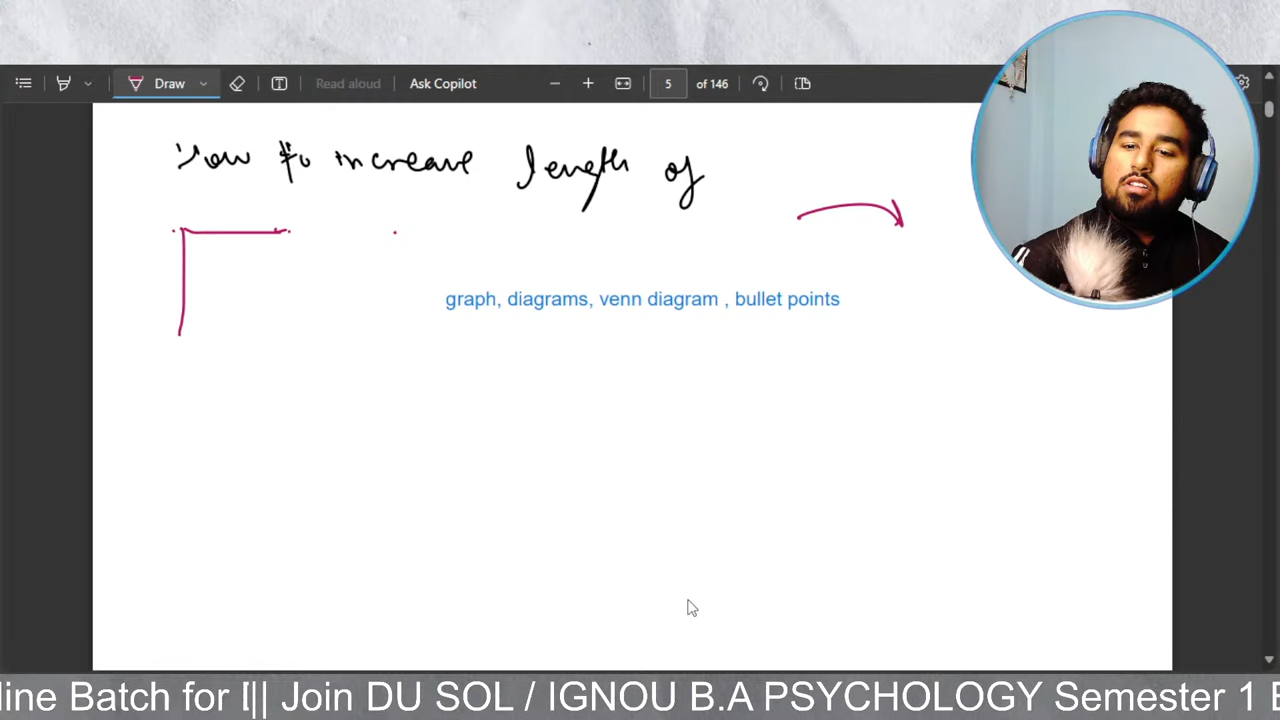 Draw
Read aloud
Ask Copilot
5 of 146
How to increase length of
graph, diagrams, venn diagram , bullet points
line Batch for [|| Join DU SOL / IGNOU B.A PSYCHOLOGY Semester 1 E